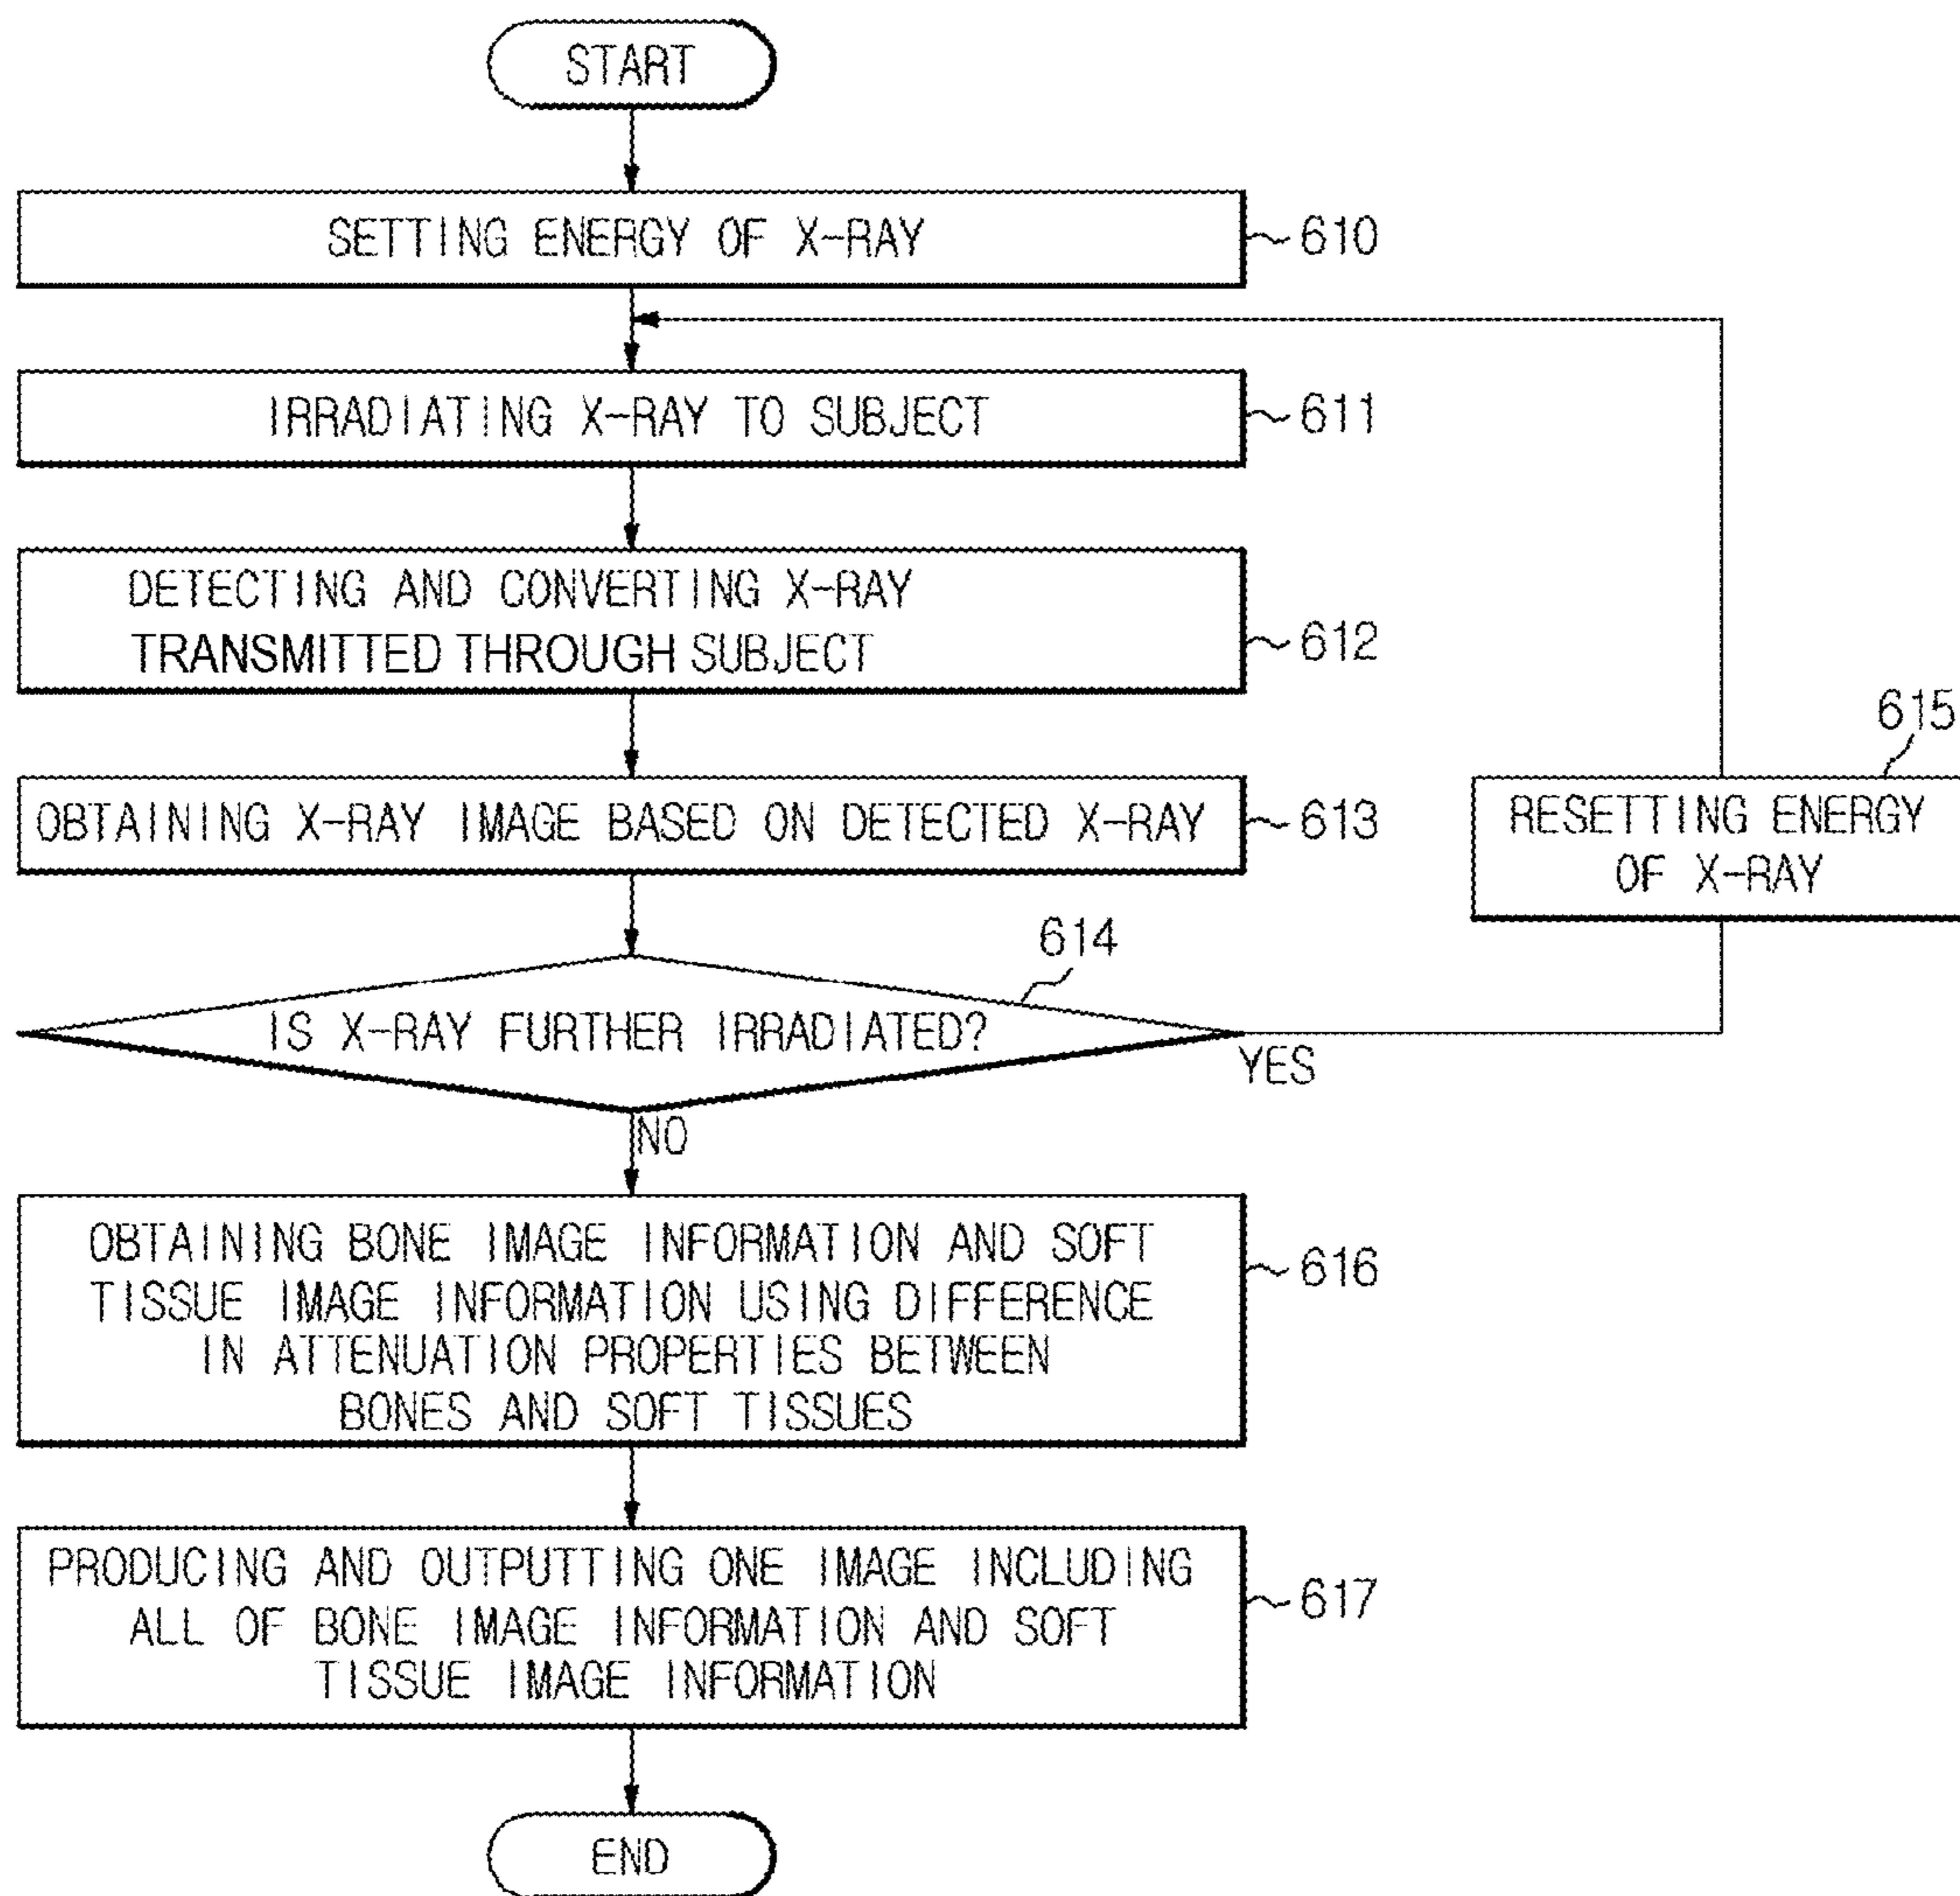 START
SETTING ENERGY OF X-RAY
610
IRRADIATING X-RAY TO SUBJECT
611
DETECTING AND CONVERTING X-RAY
TRANSMITTED THROUGH SUBJECT
612
615
OBTAINING X-RAY IMAGE BASED ON DETECTED X-RAY
613
RESETTING ENERGY
OF X-RAY
614
IS X-RAY FURTHER IRRADIATED?
YES
NO
OBTAINING BONE IMAGE INFORMATION AND SOFT
TISSUE IMAGE INFORMATION USING DIFFERENCE
IN ATTENUATION PROPERTIES BETWEEN
BONES AND SOFT TISSUES
616
PRODUCING AND OUTPUTTING ONE IMAGE INCLUDING
ALL OF BONE IMAGE INFORMATION AND SOFT
TISSUE IMAGE INFORMATION
617
END